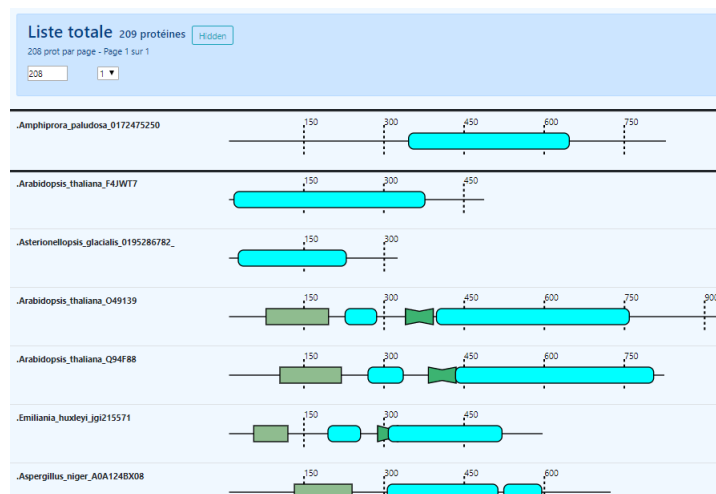 Liste totale 209 protéines Hidden
208 prot par page - Page 1 sur 1
208 1
.Amphiprora_paludosa_0172475250 150 300 450 600 750
.Arabidopsis_thaliana_F4JWT7 150 300 450
.Asterionellopsis_glacialis_0195286782_ 150 300
.Arabidopsis_thaliana_O49139 150 300 450 600 750 900
.Arabidopsis_thaliana_Q94F88 150 300 450 600 750
.Emiliania_huxleyi_jgi215571 150 300 450
.Aspergillus_niger_A0A124BX08 150 300 450 600